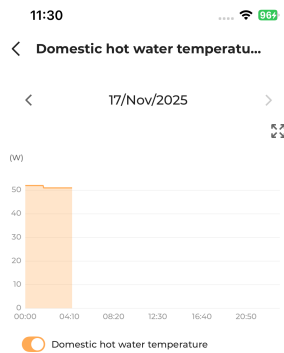 11:30
96
Domestic hot water temperatu...
17/Nov/2025
(W)
50
40
30
20
10
0
00:00 04:10 08:20 12:30 16:40 20:50
Domestic hot water temperature